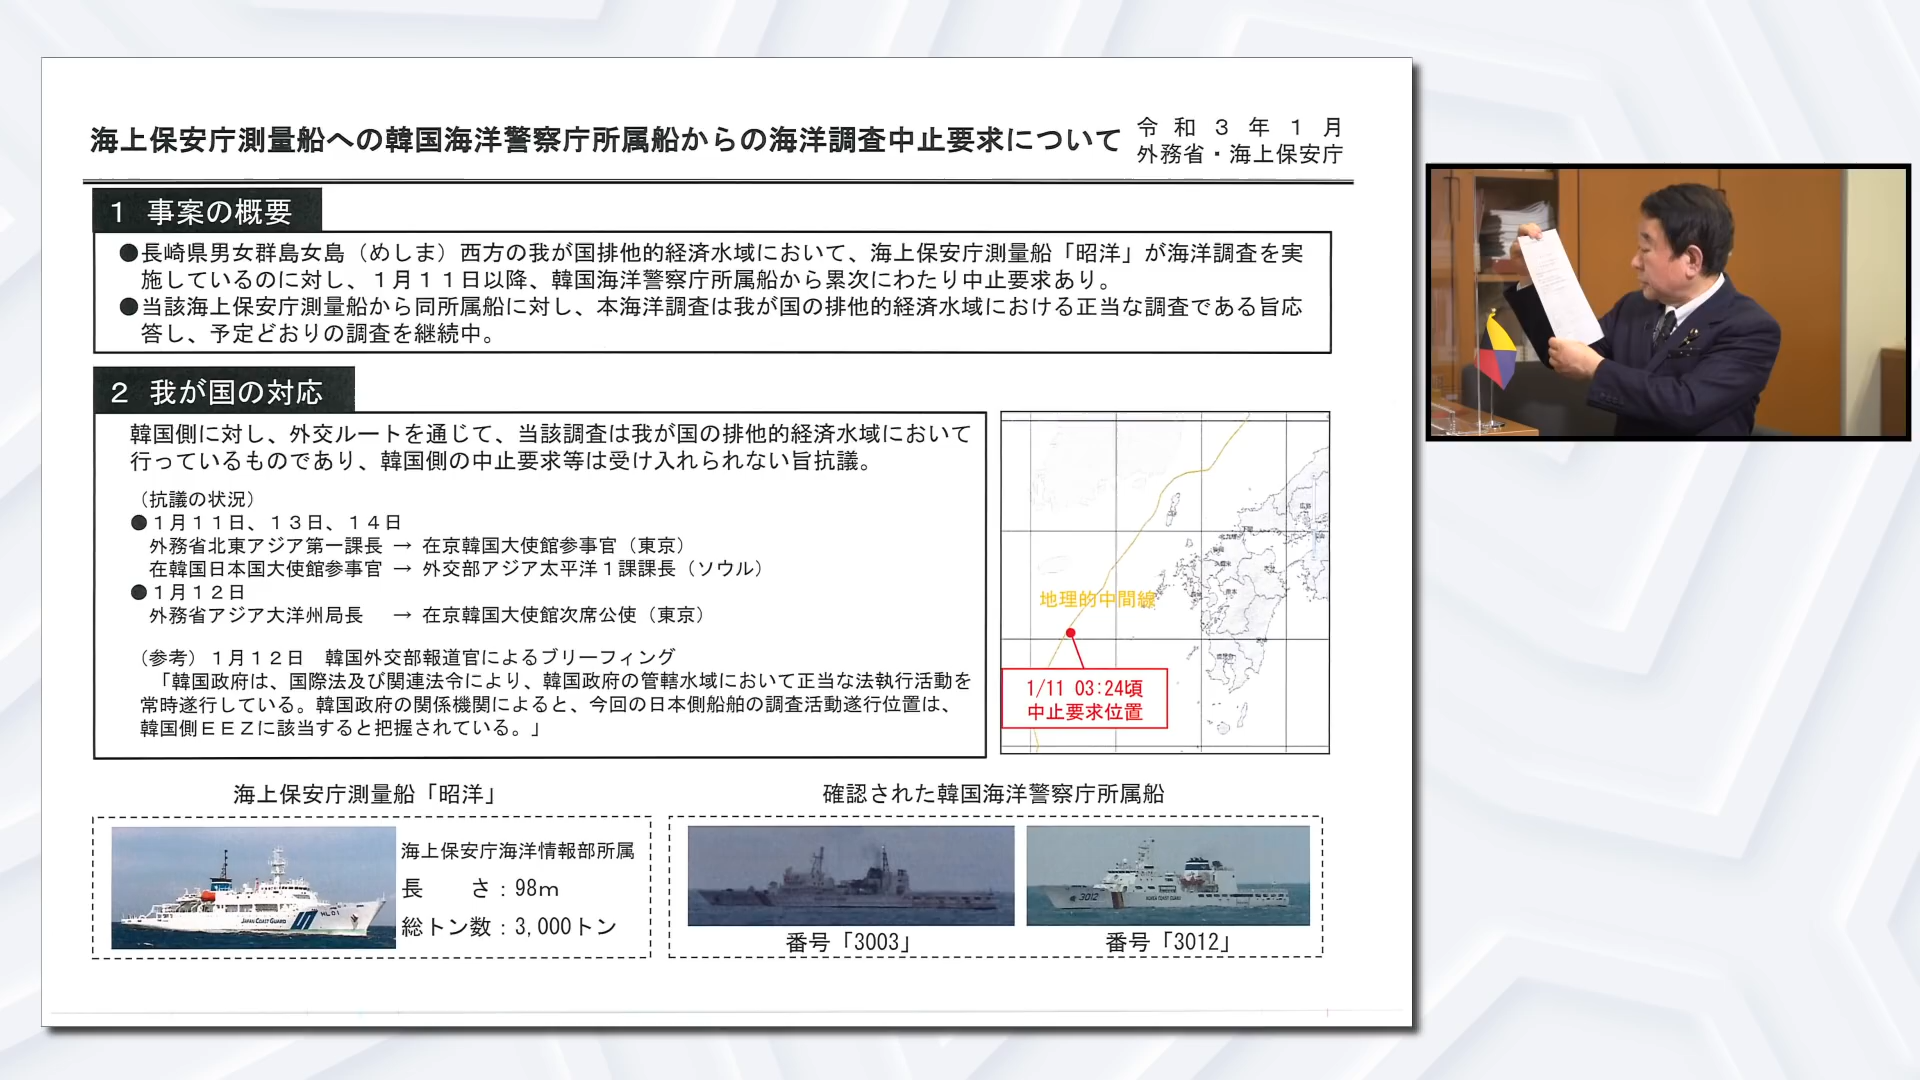 海上保安庁測量船への韓国海洋警察庁所属船からの海洋調査中止要求について
令和３年１月
外務省・海上保安庁
１ 事案の概要
●長崎県男女群島女島（めしま）西方の我が国排他的経済水域において、海上保安庁測量船「昭洋」が海洋調査を実
施しているのに対し、１月１１日以降、韓国海洋警察庁所属船から累次にわたり中止要求あり。
●当該海上保安庁測量船から同所属船に対し、本海洋調査は我が国の排他的経済水域における正当な調査である旨応
答し、予定どおりの調査を継続中。
２ 我が国の対応
韓国側に対し、外交ルートを通じて、当該調査は我が国の排他的経済水域において
行っているものであり、韓国側の中止要求等は受け入れられない旨抗議。
（抗議の状況）
●１月１１日、１３日、１４日
外務省北東アジア第一課長 → 在京韓国大使館参事官（東京）
在韓国日本国大使館参事官 → 外交部アジア太平洋１課課長（ソウル）
●１月１２日
外務省アジア大洋州局長 → 在京韓国大使館次席公使（東京）
（参考）１月１２日 韓国外交部報道官によるブリーフィング
「韓国政府は、国際法及び関連法令により、韓国政府の管轄水域において正当な法執行活動を
常時遂行している。韓国政府の関係機関によると、今回の日本側船舶の調査活動遂行位置は、
韓国側ＥＥＺに該当すると把握されている。」
地理的中間線
1/11 03:24頃
中止要求位置
海上保安庁測量船「昭洋」
海上保安庁海洋情報部所属
長　　さ：98ｍ
総トン数：3,000トン
JAPAN COAST GUARD
HL 01
確認された韓国海洋警察庁所属船
3012
KOREA COAST GUARD
番号「3003」
番号「3012」